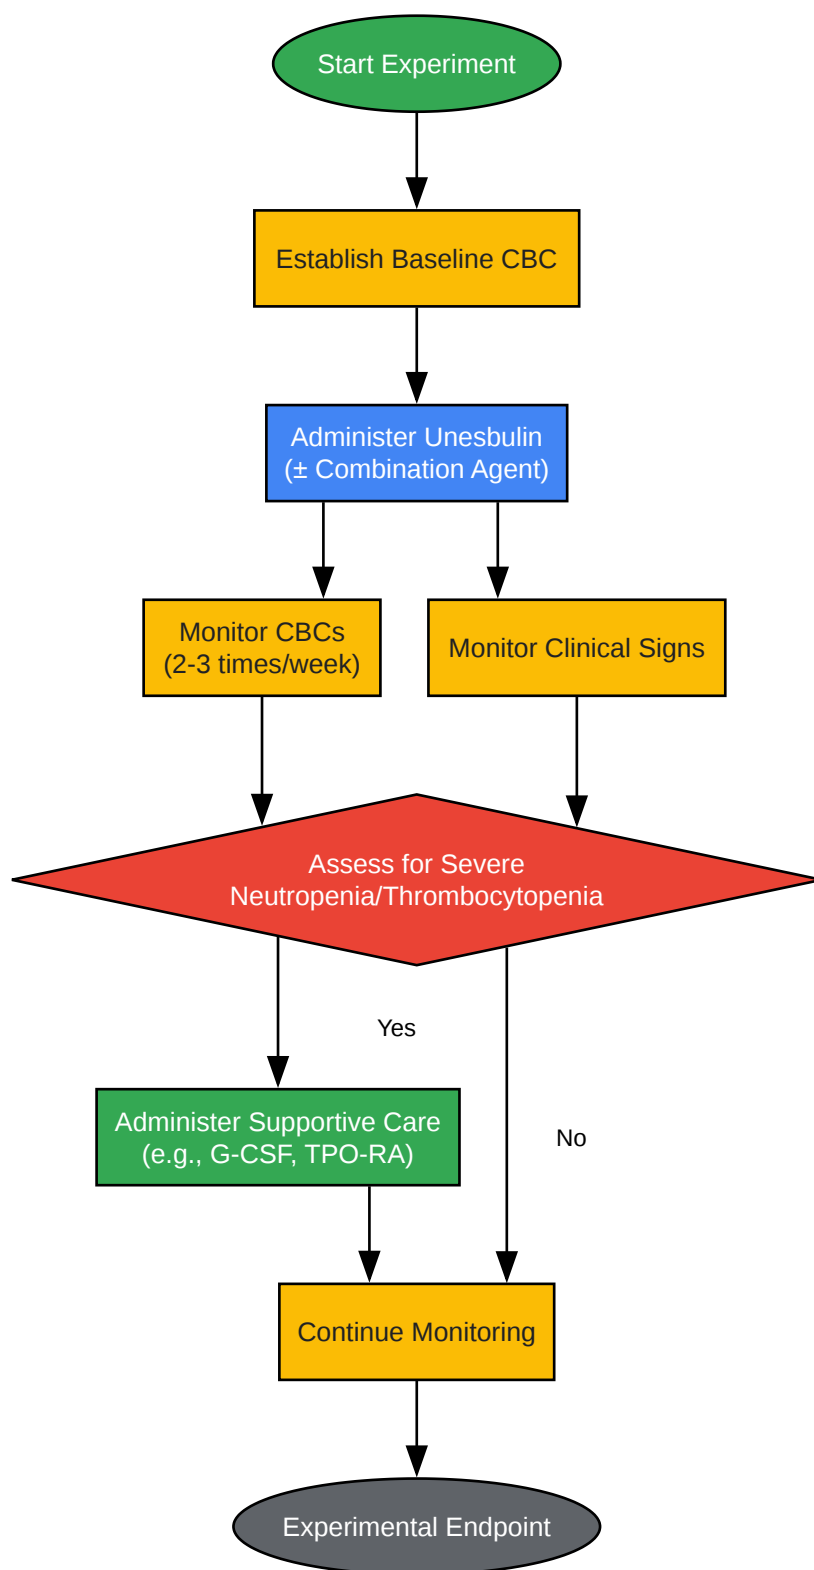 Start Experiment
Establish Baseline CBC
Administer Unesbulin
(± Combination Agent)
Monitor CBCs
(2-3 times/week)
Monitor Clinical Signs
Assess for Severe
Neutropenia/Thrombocytopenia
Yes
Administer Supportive Care
(e.g., G-CSF, TPO-RA)
No
Continue Monitoring
Experimental Endpoint